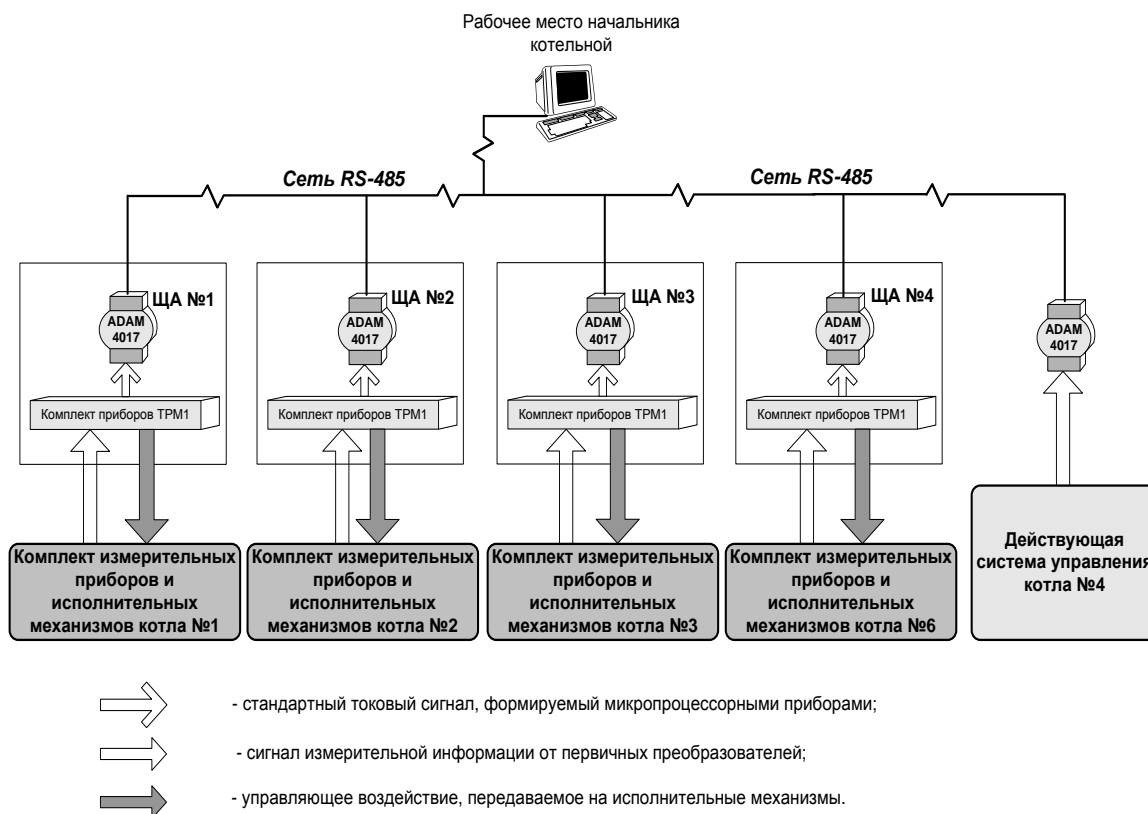 Рабочее место начальника
котельной
Сеть RS-485
Сеть RS-485
ЩА №1
ADAM
4017
Комплект приборов ТРМ1
ЩА №2
ADAM
4017
Комплект приборов ТРМ1
ЩА №3
ADAM
4017
Комплект приборов ТРМ1
ЩА №4
ADAM
4017
Комплект приборов ТРМ1
ADAM
4017
Комплект измерительных
приборов и
исполнительных
механизмов котла №1
Комплект измерительных
приборов и
исполнительных
механизмов котла №2
Комплект измерительных
приборов и
исполнительных
механизмов котла №3
Комплект измерительных
приборов и
исполнительных
механизмов котла №6
Действующая
система управления
котла №4
- стандартный токовый сигнал, формируемый микропроцессорными приборами;
- сигнал измерительной информации от первичных преобразователей;
- управляющее воздействие, передаваемое на исполнительные механизмы.